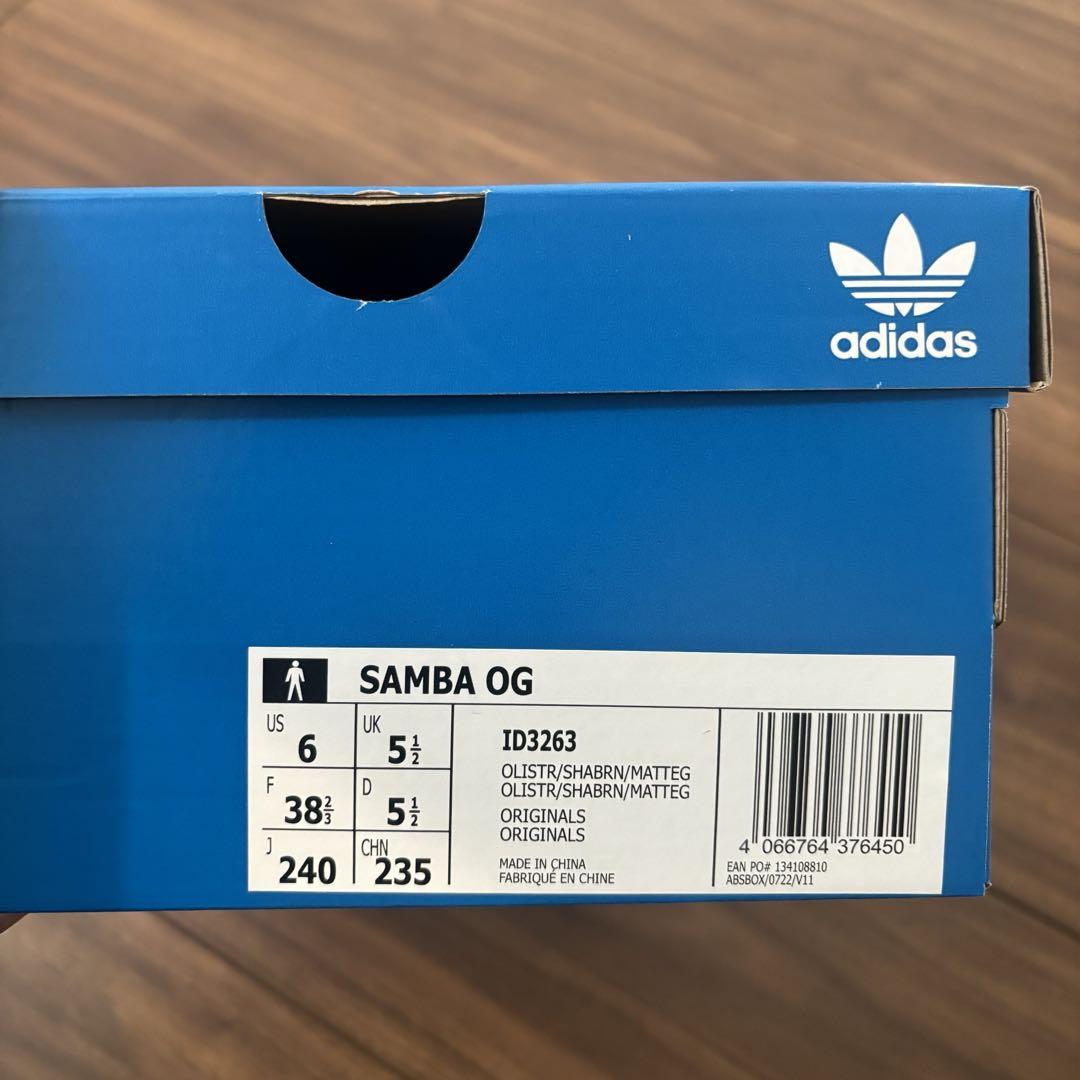 adidas
SAMBA OG
US 6
UK 5 1/2
F 38 2/3
D 5 1/2
J 240
CHN 235
ID3263
OLISTR/SHABRN/MATTEG
OLISTR/SHABRN/MATTEG
ORIGINALS
ORIGINALS
MADE IN CHINA
FABRIQUÉ EN CHINE
4 066764 376450
EAN PO# 134108810
ABSBOX/0722/V11